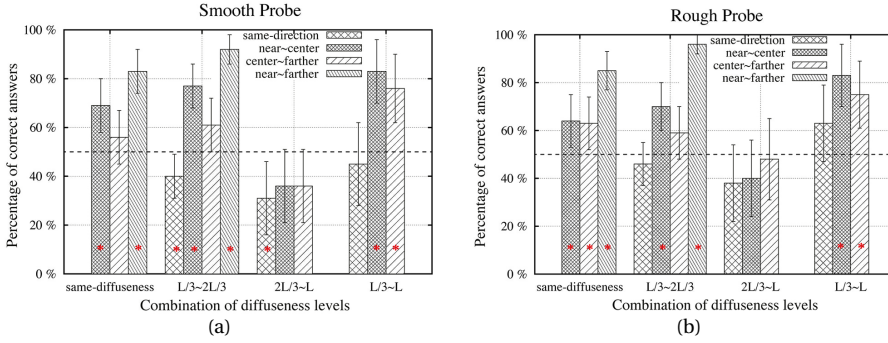 Smooth Probe
100 %
80 %
60 %
40 %
20 %
0 %
Percentage of correct answers
same-direction
near~center
center~farther
near~farther
* * * * * * * *
same-diffuseness L/3~2L/3 2L/3~L L/3~L
Combination of diffuseness levels
(a)
Rough Probe
100 %
80 %
60 %
40 %
20 %
0 %
Percentage of correct answers
same-direction
near~center
center~farther
near~farther
* * * * * * *
same-diffuseness L/3~2L/3 2L/3~L L/3~L
Combination of diffuseness levels
(b)